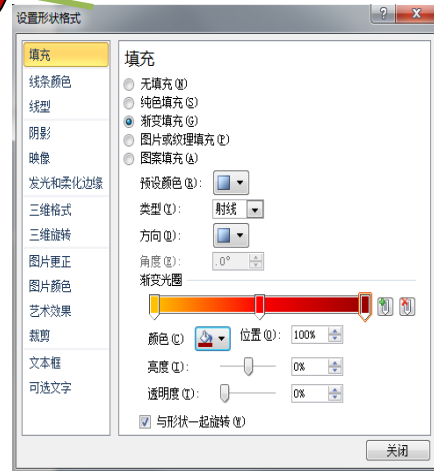 设置形状格式
填充
线条颜色
线型
阴影
映像
发光和柔化边缘
三维格式
三维旋转
图片更正
图片颜色
艺术效果
裁剪
文本框
可选文字
填充
无填充(N)
纯色填充(S)
渐变填充(G)
图片或纹理填充(P)
图案填充(A)
预设颜色(R):
类型(Y): 射线
方向(D):
角度(E): .0°
渐变光圈
颜色(C) 位置(O): 100%
亮度(I): 0%
透明度(T): 0%
与形状一起旋转(W)
关闭